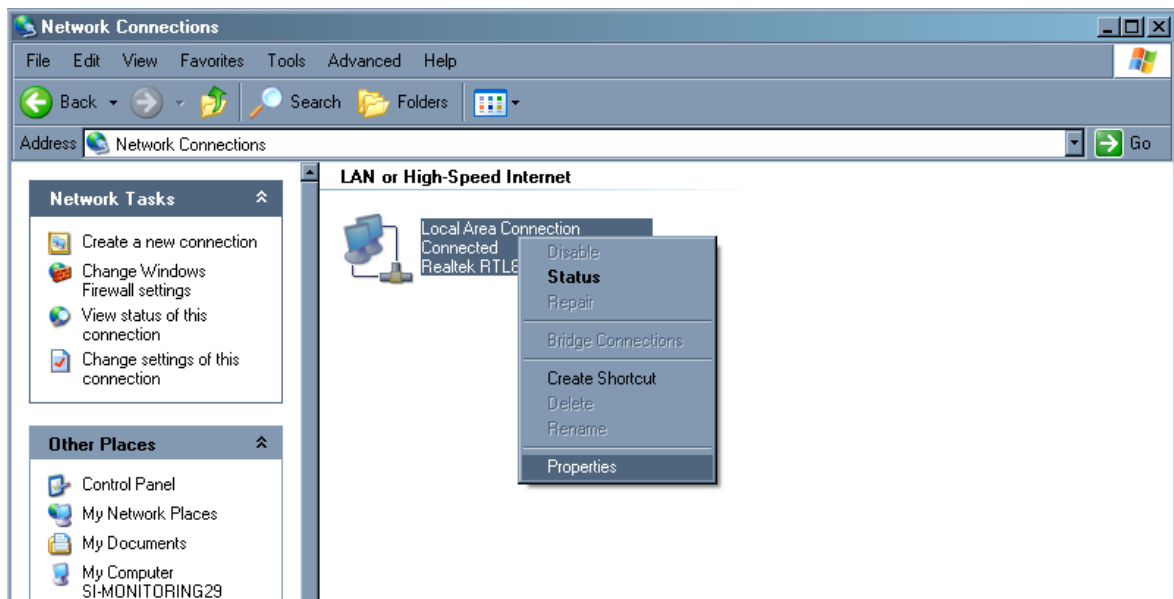 Network Connections
File Edit View Favorites Tools Advanced Help
Back Search Folders
Address Network Connections Go
Network Tasks
Create a new connection
Change Windows
Firewall settings
View status of this
connection
Change settings of this
connection
Other Places
Control Panel
My Network Places
My Documents
My Computer
SI-MONITORING29
LAN or High-Speed Internet
Local Area Connection
Connected
Realtek
Disable
Status
Repair
Bridge Connections
Create Shortcut
Delete
Rename
Properties